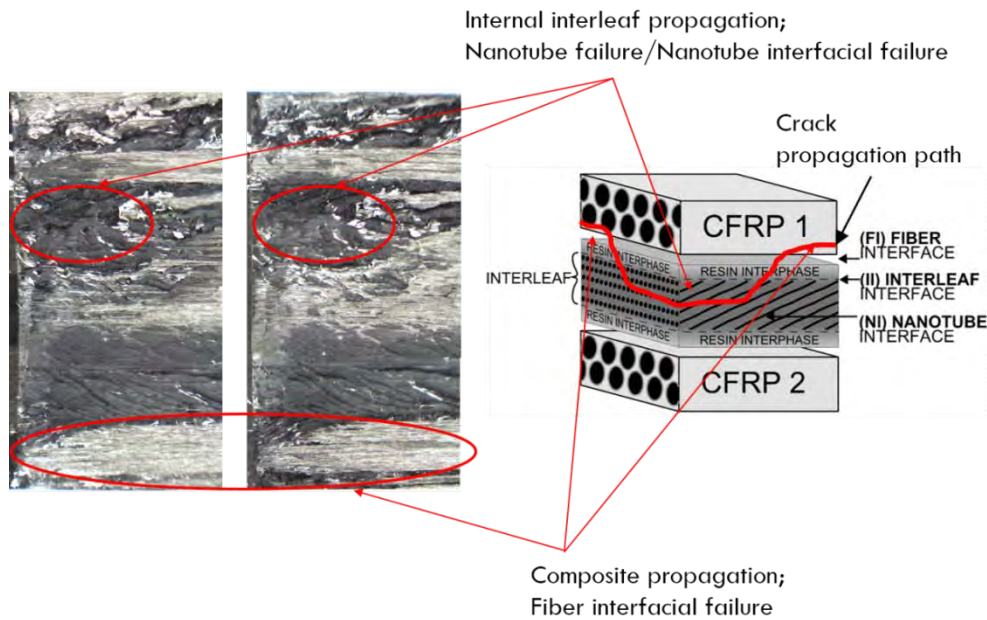 Internal interleaf propagation;
Nanotube failure/Nanotube interfacial failure
Crack
propagation path
CFRP 1
(FI) FIBER
INTERFACE
RESIN INTERPHASE
RESIN INTERPHASE
(II) INTERLEAF
INTERFACE
INTERLEAF
(NI) NANOTUBE
INTERFACE
RESIN INTERPHASE
RESIN INTERPHASE
CFRP 2
Composite propagation;
Fiber interfacial failure